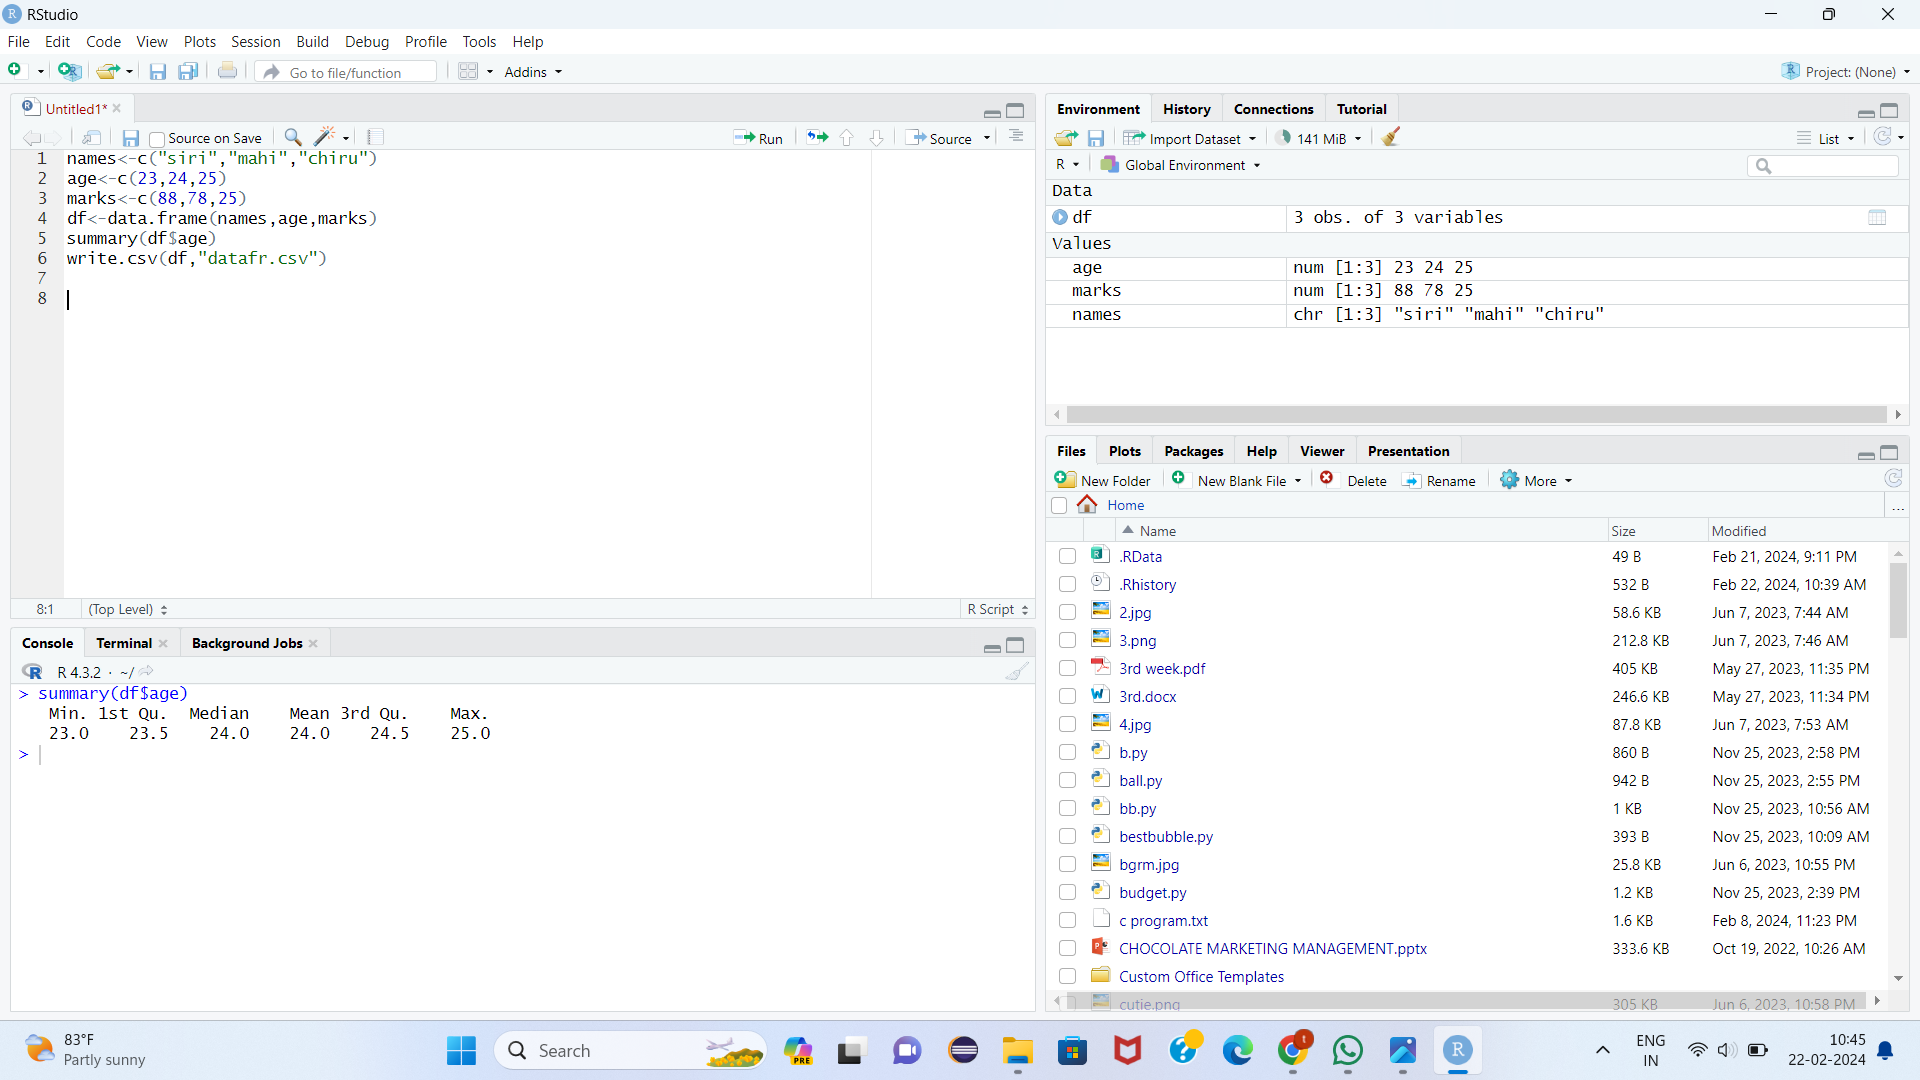 RStudio
File Edit Code View Plots Session Build Debug Profile Tools Help
Go to file/function Addins Project: (None)
Untitled1*
Source on Save Run Source
1 names<-c("siri","mahi","chiru")
2 age<-c(23,24,25)
3 marks<-c(88,78,25)
4 df<-data.frame(names,age,marks)
5 summary(df$age)
6 write.csv(df,"datafr.csv")
7
8
8:1 (Top Level) R Script
Console Terminal Background Jobs
R 4.3.2 · ~/
> summary(df$age)
Min. 1st Qu. Median Mean 3rd Qu. Max.
23.0 23.5 24.0 24.0 24.5 25.0
>
Environment History Connections Tutorial
Import Dataset 141 MiB List
R Global Environment
Data
df 3 obs. of 3 variables
Values
age num [1:3] 23 24 25
marks num [1:3] 88 78 25
names chr [1:3] "siri" "mahi" "chiru"
Files Plots Packages Help Viewer Presentation
New Folder New Blank File Delete Rename More
Home ...
Name Size Modified
.RData 49 B Feb 21, 2024, 9:11 PM
.Rhistory 532 B Feb 22, 2024, 10:39 AM
2.jpg 58.6 KB Jun 7, 2023, 7:44 AM
3.png 212.8 KB Jun 7, 2023, 7:46 AM
3rd week.pdf 405 KB May 27, 2023, 11:35 PM
3rd.docx 246.6 KB May 27, 2023, 11:34 PM
4.jpg 87.8 KB Jun 7, 2023, 7:53 AM
b.py 860 B Nov 25, 2023, 2:58 PM
ball.py 942 B Nov 25, 2023, 2:55 PM
bb.py 1 KB Nov 25, 2023, 10:56 AM
bestbubble.py 393 B Nov 25, 2023, 10:09 AM
bgrm.jpg 25.8 KB Jun 6, 2023, 10:55 PM
budget.py 1.2 KB Nov 25, 2023, 2:39 PM
c program.txt 1.6 KB Feb 8, 2024, 11:23 PM
CHOCOLATE MARKETING MANAGEMENT.pptx 333.6 KB Oct 19, 2022, 10:26 AM
Custom Office Templates
cutie.png 305 KB Jun 6, 2023, 10:58 PM
83°F
Partly sunny
Search
PRE
ENG
IN
10:45
22-02-2024